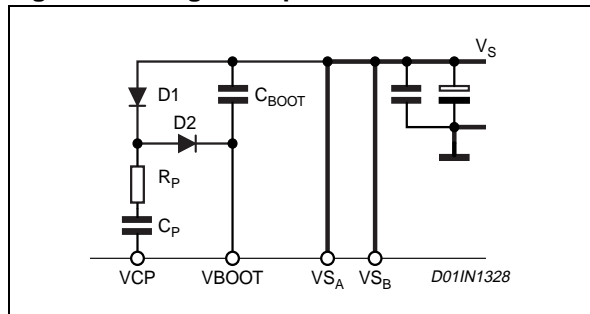 V_S
D1
C_BOOT
D2
R_P
C_P
VCP VBOOT VS_A VS_B D01IN1328